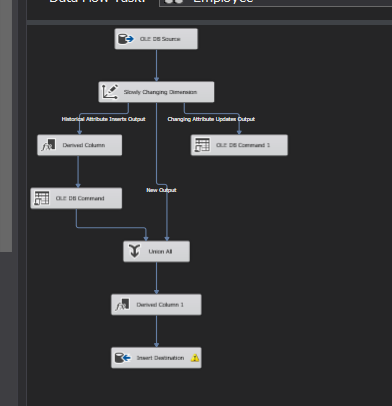 Data Flow Task: Employee
OLE DB Source
Slowly Changing Dimension
Historical Attribute Inserts Output
Changing Attribute Updates Output
Derived Column
OLE DB Command 1
New Output
OLE DB Command
Union All
Derived Column 1
Insert Destination